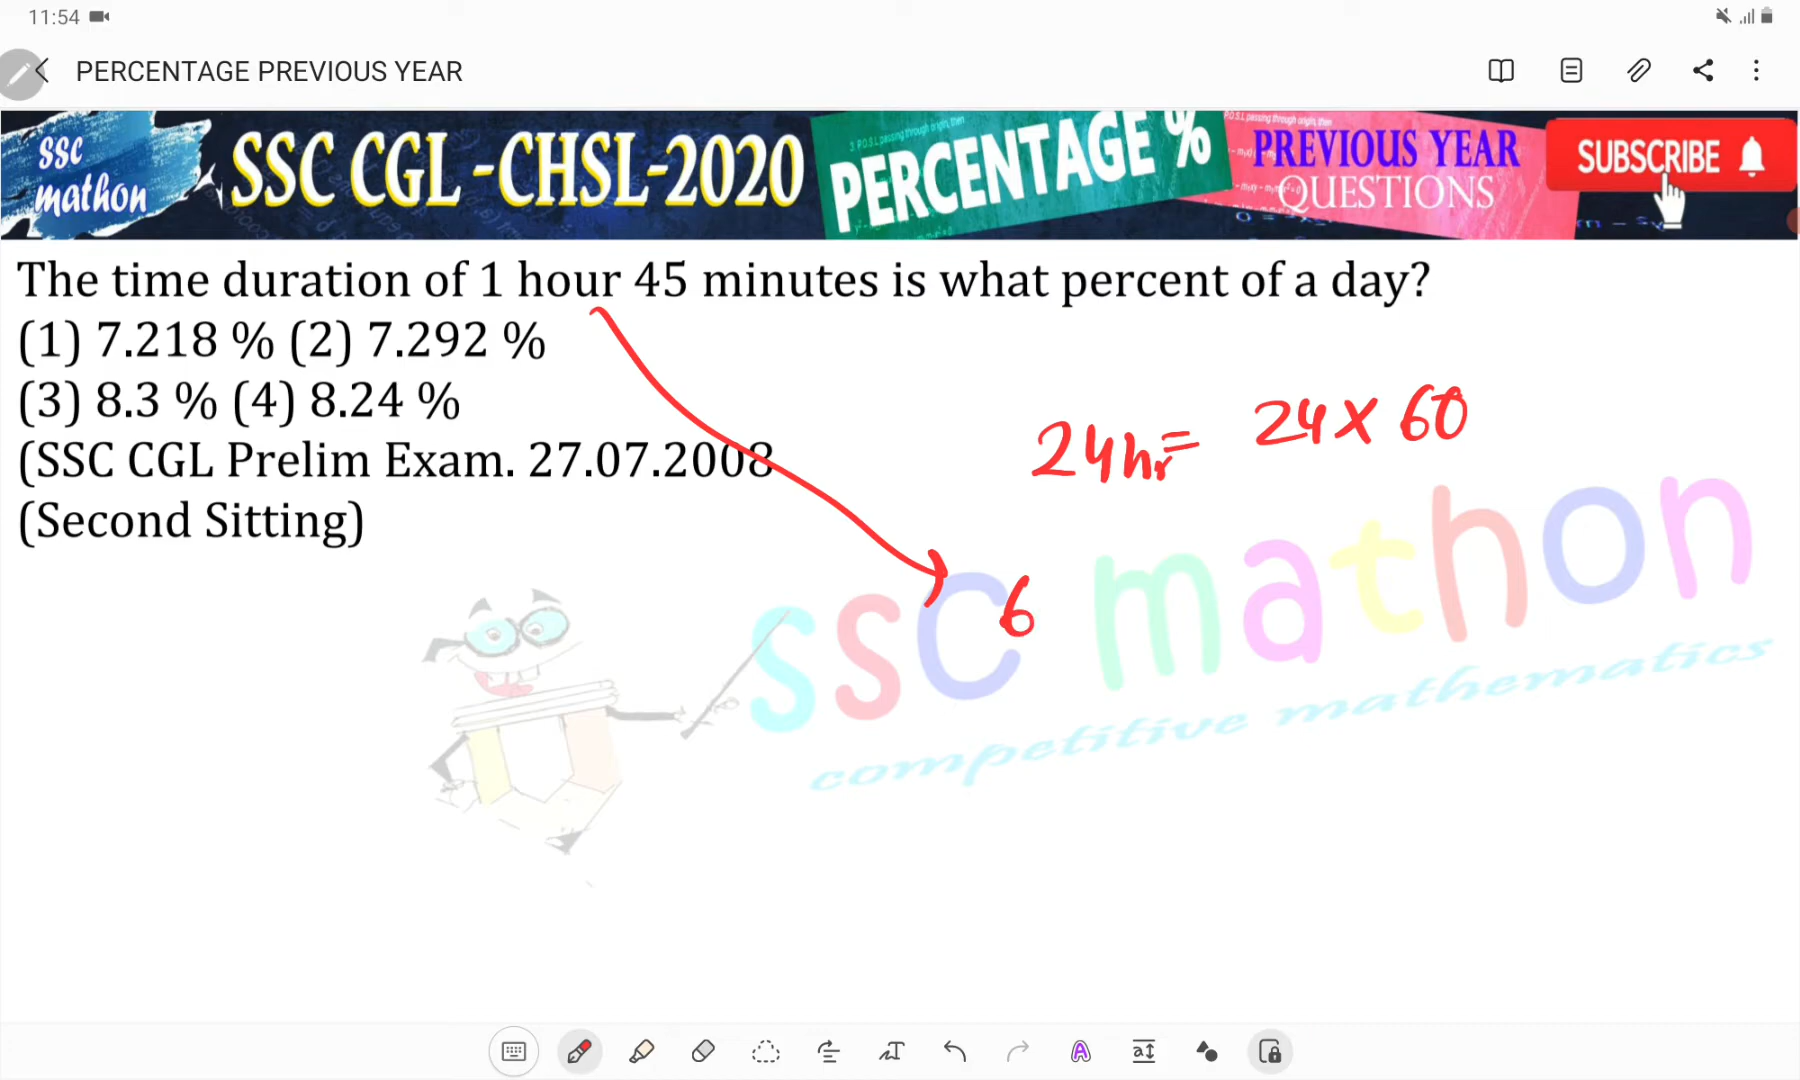 11:54
PERCENTAGE PREVIOUS YEAR
ssc
mathon
SSC CGL -CHSL-2020
PERCENTAGE %
PREVIOUS YEAR
QUESTIONS
SUBSCRIBE
The time duration of 1 hour 45 minutes is what percent of a day?
(1) 7.218 % (2) 7.292 %
(3) 8.3 % (4) 8.24 %
(SSC CGL Prelim Exam. 27.07.2008
(Second Sitting)
24hr= 24 X 60
6
ssc mathon
competitive mathematics